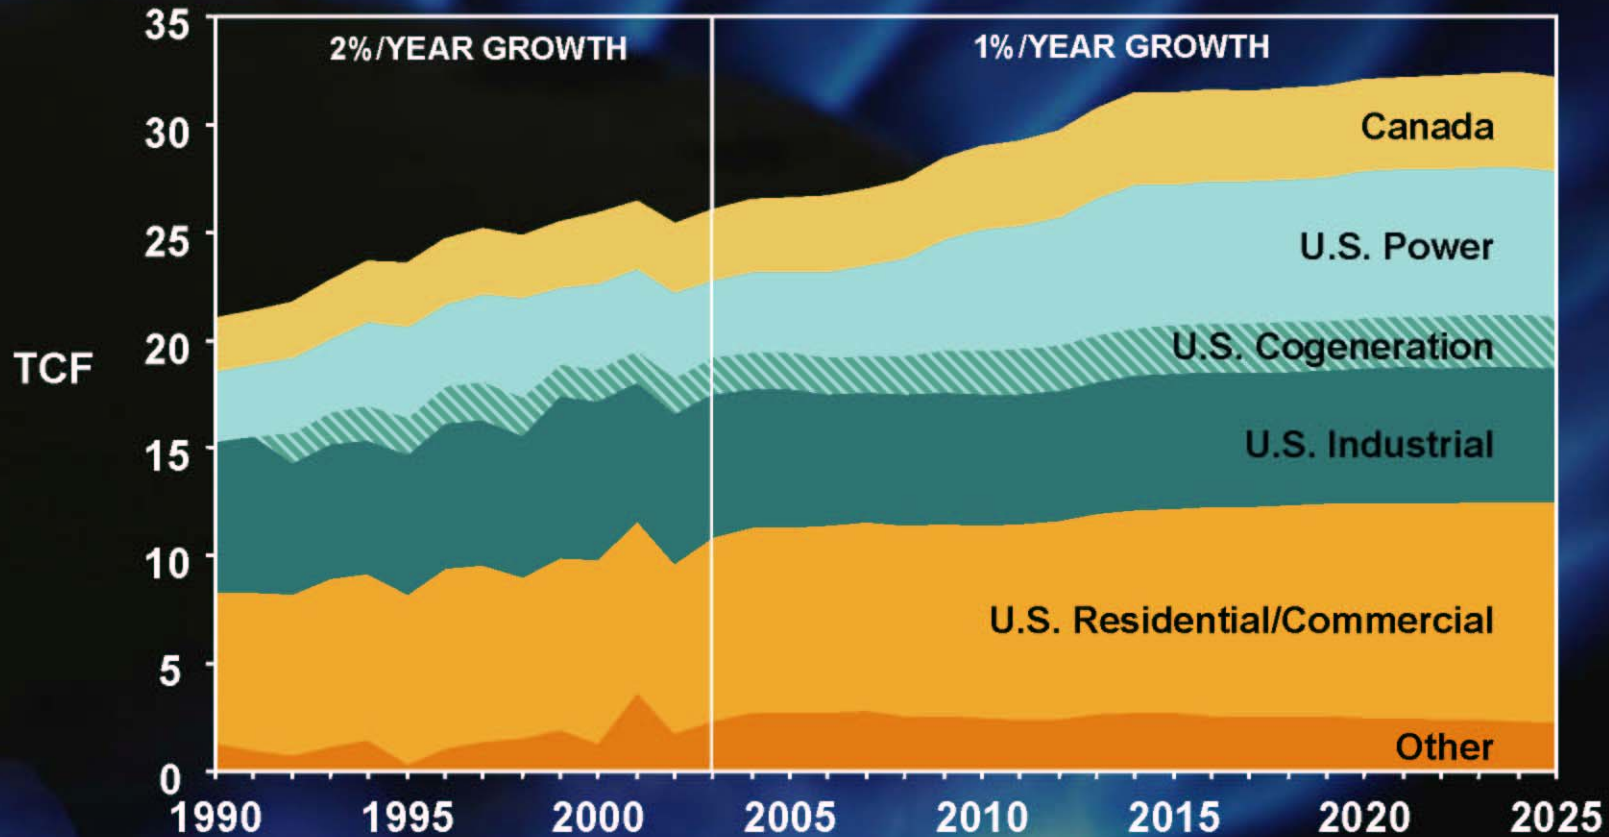 35
2%/YEAR GROWTH
1%/YEAR GROWTH
30
Canada
25
U.S. Power
20
TCF
U.S. Cogeneration
15
U.S. Industrial
10
U.S. Residential/Commercial
5
Other
0
1990 1995 2000 2005 2010 2015 2020 2025